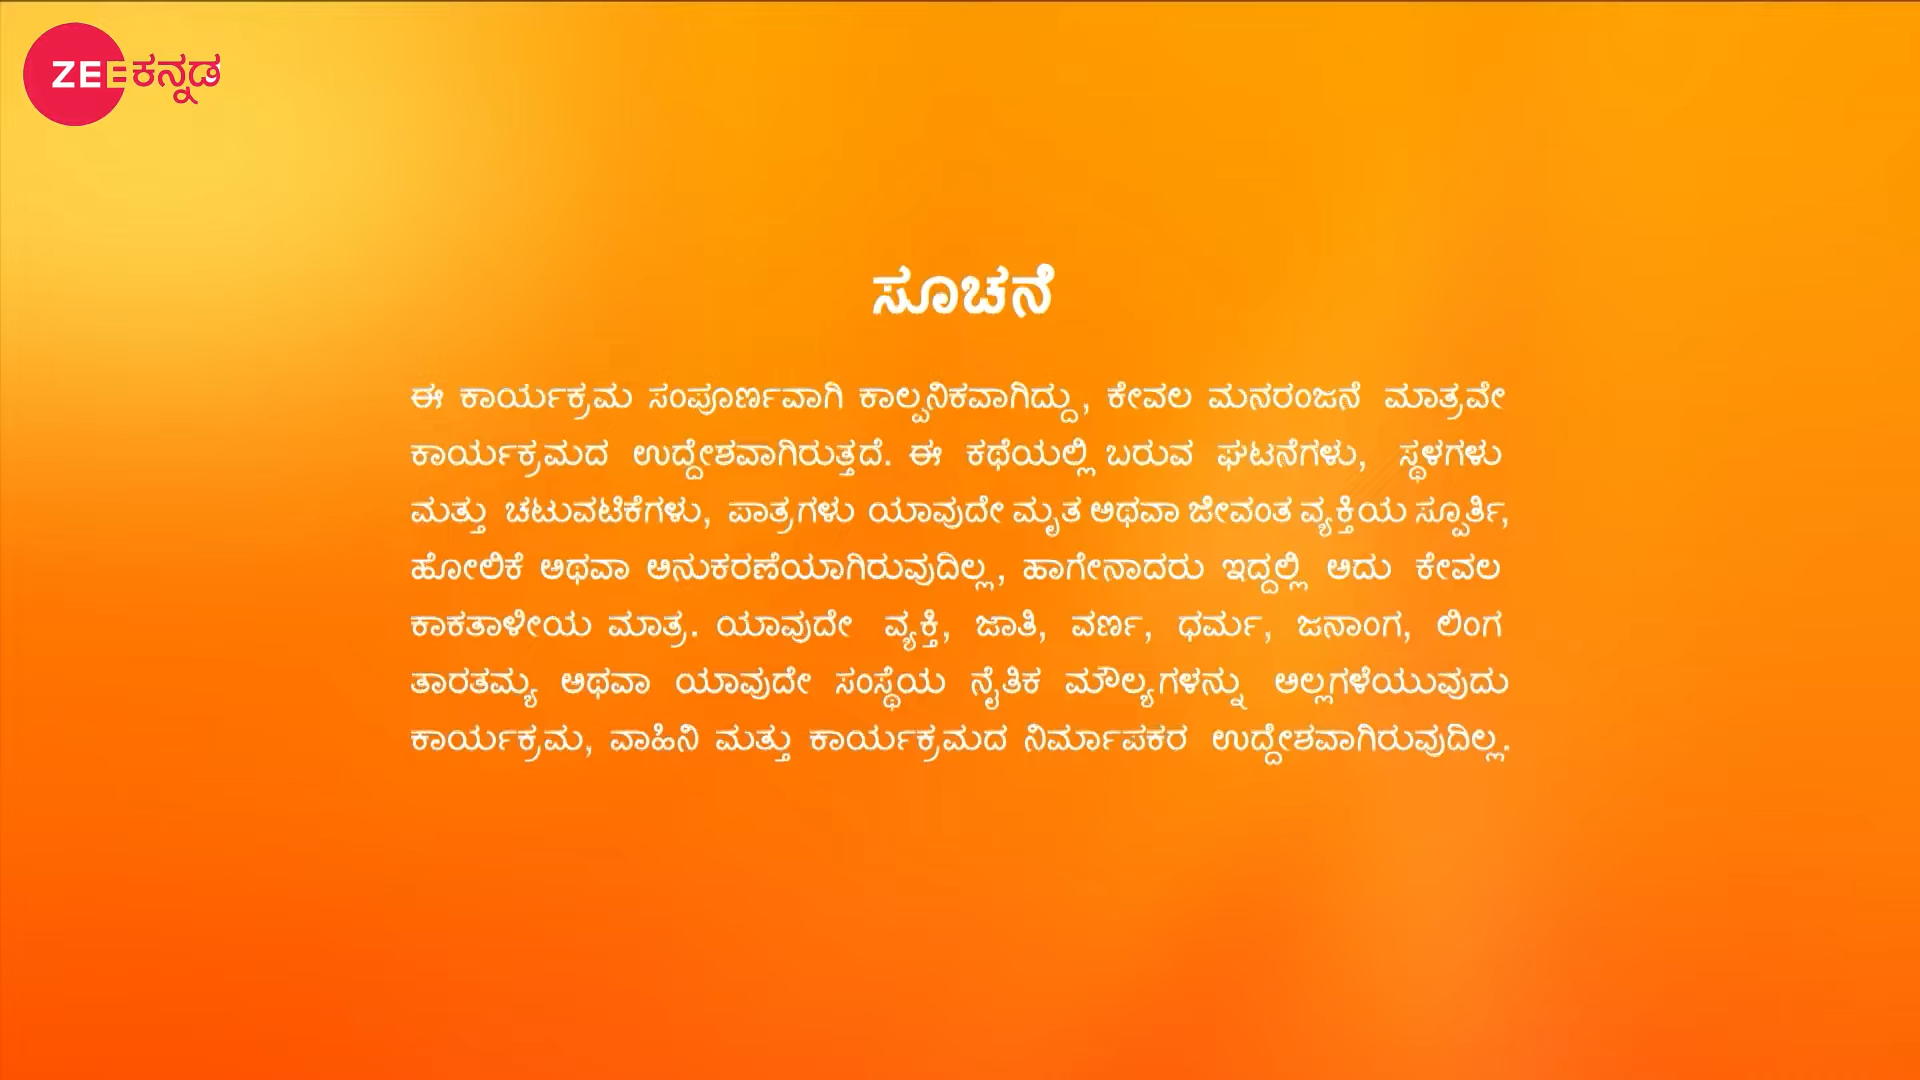 ZEEಕನ್ನಡ
ಸೂಚನೆ
ಈ ಕಾರ್ಯಕ್ರಮ ಸಂಪೂರ್ಣವಾಗಿ ಕಾಲ್ಪನಿಕವಾಗಿದ್ದು, ಕೇವಲ ಮನರಂಜನೆ ಮಾತ್ರವೇ
ಕಾರ್ಯಕ್ರಮದ ಉದ್ದೇಶವಾಗಿರುತ್ತದೆ. ಈ ಕಥೆಯಲ್ಲಿ ಬರುವ ಘಟನೆಗಳು, ಸ್ಥಳಗಳು
ಮತ್ತು ಚಟುವಟಿಕೆಗಳು, ಪಾತ್ರಗಳು ಯಾವುದೇ ಮೃತ ಅಥವಾ ಜೀವಂತ ವ್ಯಕ್ತಿಯ ಸ್ಪೂರ್ತಿ,
ಹೋಲಿಕೆ ಅಥವಾ ಅನುಕರಣೆಯಾಗಿರುವುದಿಲ್ಲ, ಹಾಗೇನಾದರು ಇದ್ದಲ್ಲಿ ಅದು ಕೇವಲ
ಕಾಕತಾಳೀಯ ಮಾತ್ರ. ಯಾವುದೇ ವ್ಯಕ್ತಿ, ಜಾತಿ, ವರ್ಣ, ಧರ್ಮ, ಜನಾಂಗ, ಲಿಂಗ
ತಾರತಮ್ಯ ಅಥವಾ ಯಾವುದೇ ಸಂಸ್ಥೆಯ ನೈತಿಕ ಮೌಲ್ಯಗಳನ್ನು ಅಲ್ಲಗಳೆಯುವುದು
ಕಾರ್ಯಕ್ರಮ, ವಾಹಿನಿ ಮತ್ತು ಕಾರ್ಯಕ್ರಮದ ನಿರ್ಮಾಪಕರ ಉದ್ದೇಶವಾಗಿರುವುದಿಲ್ಲ.